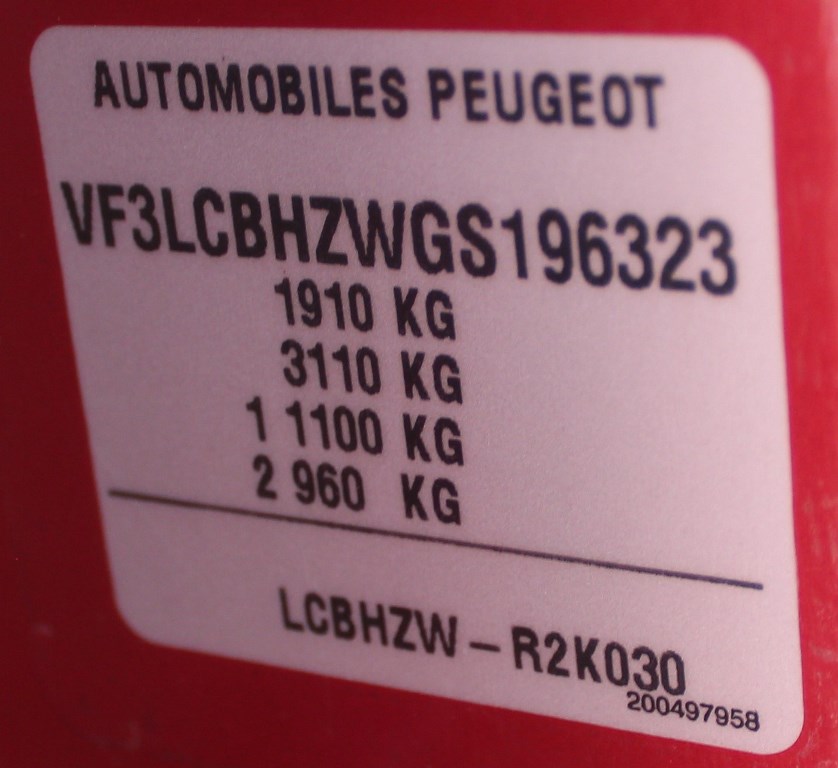 AUTOMOBILES PEUGEOT
VF3LCBHZWGS196323
1910 KG
3110 KG
1 1100 KG
2 960 KG
LCBHZW - R2K030
200497958